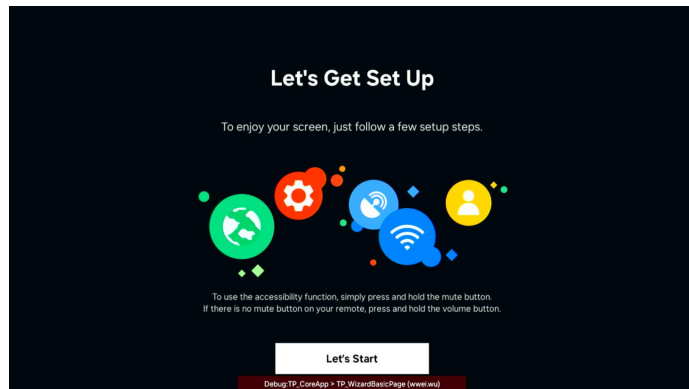 Let's Get Set Up
To enjoy your screen, just follow a few setup steps.
To use the accessibility function, simply press and hold the mute button.
If there is no mute button on your remote, press and hold the volume button.
Let's Start
Debug:TP_CoreApp > TP_WizardBasicPage (wwei.wu)